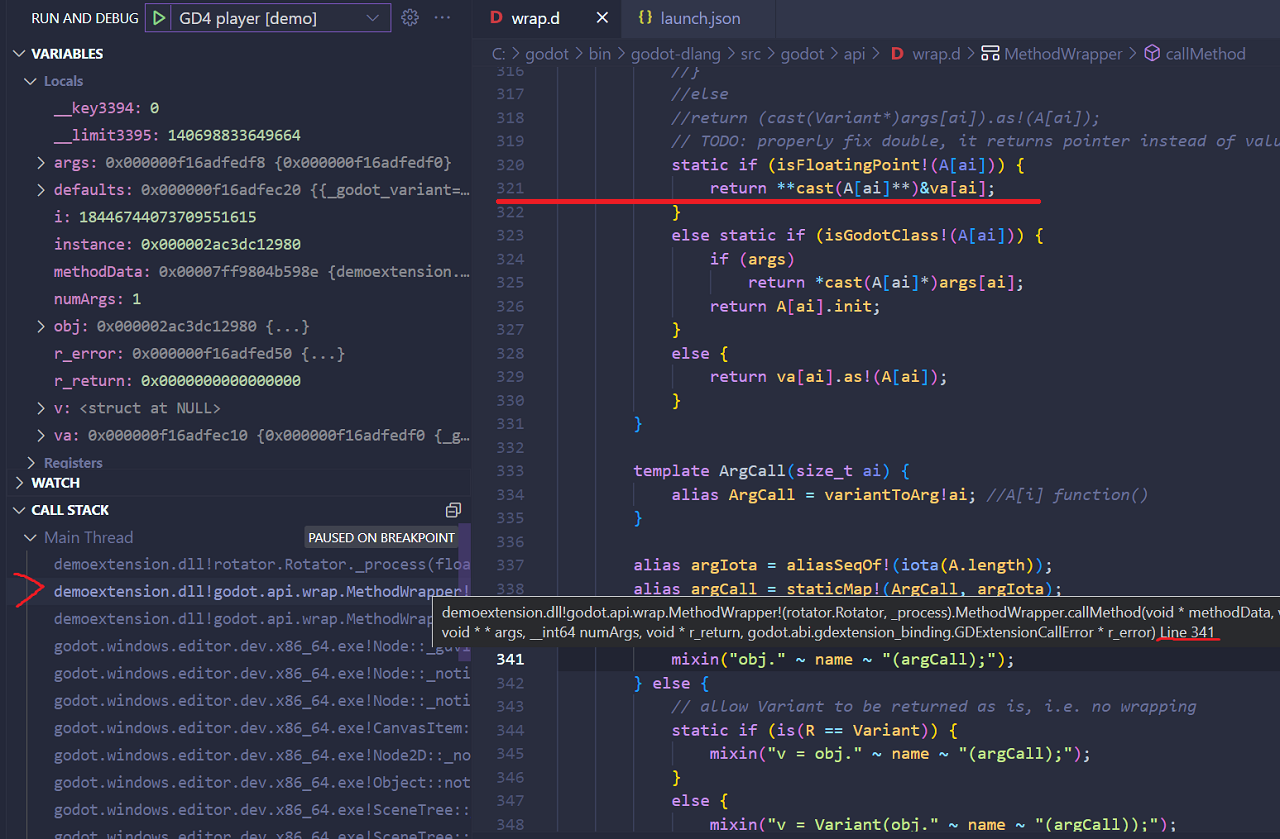 RUN AND DEBUG GD4 player [demo]
VARIABLES
Locals
__key3394: 0
__limit3395: 140698833649664
args: 0x000000f16adfedf8 {0x000000f16adfedf0}
defaults: 0x000000f16adfec20 {{_godot_variant=...
i: 18446744073709551615
instance: 0x000002ac3dc12980
methodData: 0x00007ff9804b598e {demoextension....
numArgs: 1
obj: 0x000002ac3dc12980 {...}
r_error: 0x000000f16adfed50 {...}
r_return: 0x0000000000000000
v: <struct at NULL>
va: 0x000000f16adfec10 {0x000000f16adfedf0 {_g...
Registers
WATCH
CALL STACK
Main Thread PAUSED ON BREAKPOINT
demoextension.dll!rotator.Rotator._process(floa
demoextension.dll!godot.api.wrap.MethodWrapper!
demoextension.dll!godot.api.wrap.MethodWrap
godot.windows.editor.dev.x86_64.exe!Node::_gdvi
godot.windows.editor.dev.x86_64.exe!Node::_noti
godot.windows.editor.dev.x86_64.exe!Node::_noti
godot.windows.editor.dev.x86_64.exe!CanvasItem:
godot.windows.editor.dev.x86_64.exe!Node2D::_no
godot.windows.editor.dev.x86_64.exe!Object::not
godot.windows.editor.dev.x86_64.exe!SceneTree::
godot.windows.editor.dev.x86_64.exe!SceneTree::
D wrap.d {} launch.json
C: > godot > bin > godot-dlang > src > godot > api > D wrap.d > MethodWrapper > callMethod
316 //}
317 //else
318 //return (cast(Variant*)args[ai]).as!(A[ai]);
319 // TODO: properly fix double, it returns pointer instead of valu
320 static if (isFloatingPoint!(A[ai])) {
321 return **cast(A[ai]**)&va[ai];
322 }
323 else static if (isGodotClass!(A[ai])) {
324 if (args)
325 return *cast(A[ai]*)args[ai];
326 return A[ai].init;
327 }
328 else {
329 return va[ai].as!(A[ai]);
330 }
331 }
332
333 template ArgCall(size_t ai) {
334 alias ArgCall = variantToArg!ai; //A[i] function()
335 }
336
337 alias argIota = aliasSeqOf!(iota(A.length));
338 alias argCall = staticMap!(ArgCall, argIota);
demoextension.dll!godot.api.wrap.MethodWrapper!(rotator.Rotator, _process).MethodWrapper.callMethod(void * methodData, v
void * * args, __int64 numArgs, void * r_return, godot.abi.gdextension_binding.GDExtensionCallError * r_error) Line 341
341 mixin("obj." ~ name ~ "(argCall);");
342 } else {
343 // allow Variant to be returned as is, i.e. no wrapping
344 static if (is(R == Variant)) {
345 mixin("v = obj." ~ name ~ "(argCall);");
346 }
347 else {
348 mixin("v = Variant(obj." ~ name ~ "(argCall));");